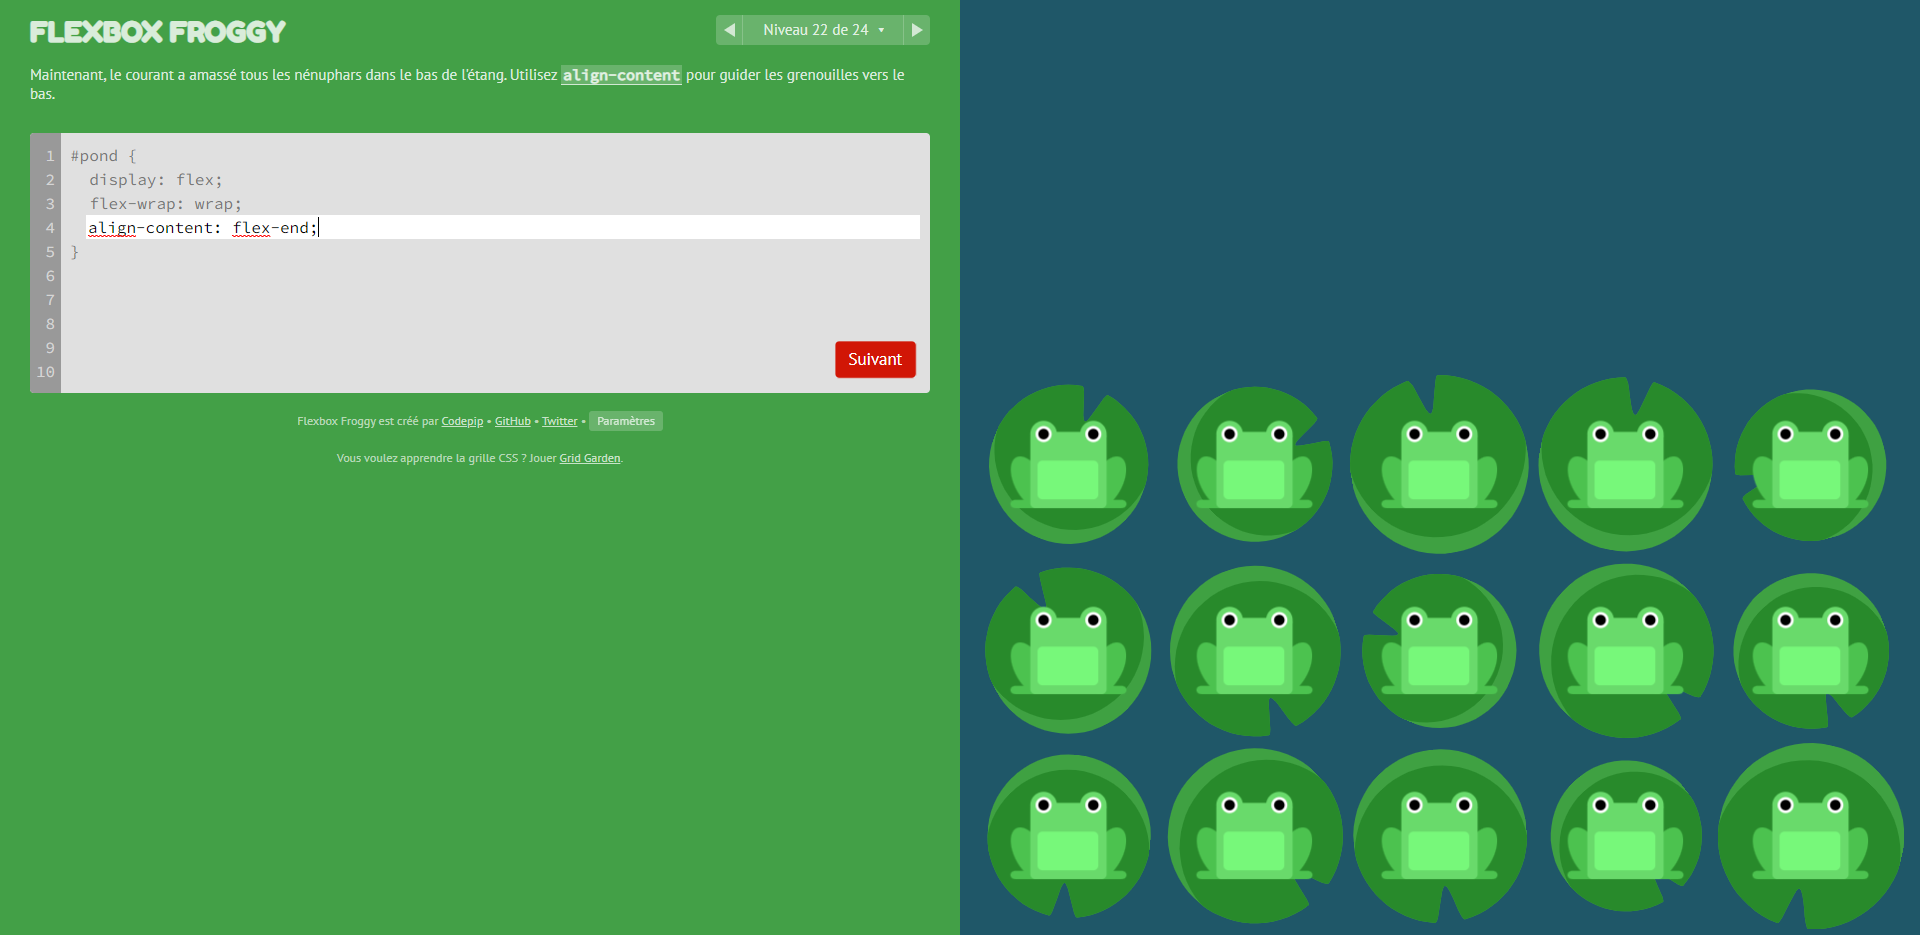 FLEXBOX FROGGY
◀ Niveau 22 de 24 ▾ ▶
Maintenant, le courant a amassé tous les nénuphars dans le bas de l'étang. Utilisez align-content pour guider les grenouilles vers le
bas.
1 #pond {
2 display: flex;
3 flex-wrap: wrap;
4 align-content: flex-end;
5 }
6
7
8
9
10
Suivant
Flexbox Froggy est créé par Codepip • GitHub • Twitter • Paramètres
Vous voulez apprendre la grille CSS ? Jouer Grid Garden.